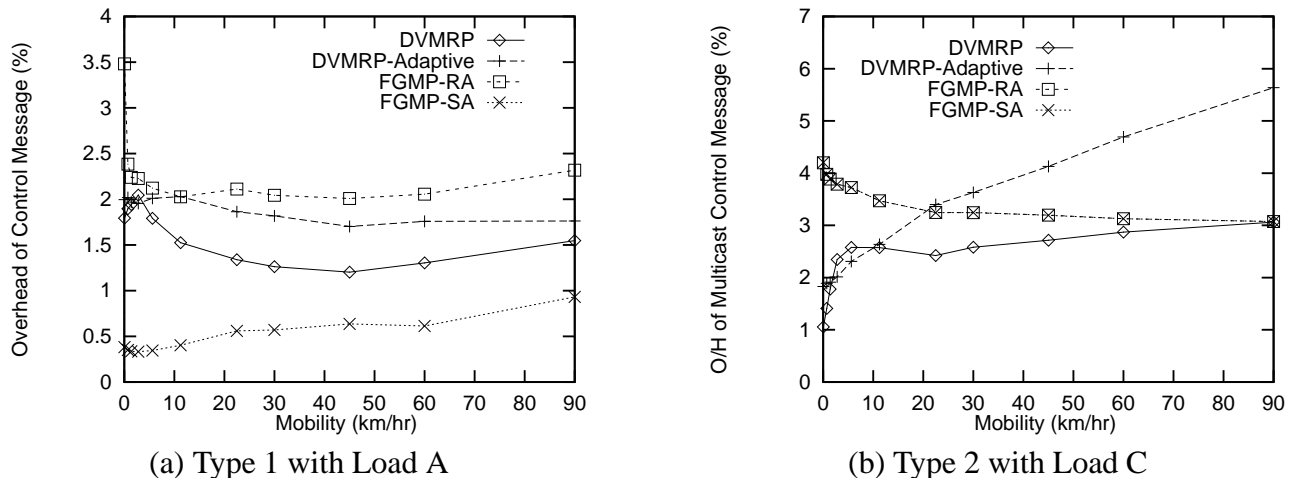 Overhead of Control Message (%)
4
3.5
3
2.5
2
1.5
1
0.5
0
DVMRP
DVMRP-Adaptive
FGMP-RA
FGMP-SA
0 10 20 30 40 50 60 70 80 90
Mobility (km/hr)
(a) Type 1 with Load A
O/H of Multicast Control Message (%)
7
6
5
4
3
2
1
0
DVMRP
DVMRP-Adaptive
FGMP-RA
FGMP-SA
0 10 20 30 40 50 60 70 80 90
Mobility (km/hr)
(b) Type 2 with Load C